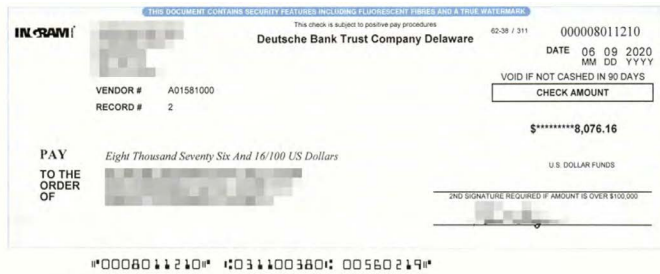 THIS DOCUMENT CONTAINS SECURITY FEATURES INCLUDING FLUORESCENT FIBRES AND A TRUE WATERMARK
This check is subject to positive pay procedures
Deutsche Bank Trust Company Delaware
62-38 / 311
000008011210
DATE 06 09 2020
MM DD YYYY
VOID IF NOT CASHED IN 90 DAYS
VENDOR # A01581000
RECORD # 2
CHECK AMOUNT
$*********8,076.16
PAY Eight Thousand Seventy Six And 16/100 US Dollars
U.S. DOLLAR FUNDS
TO THE
ORDER
OF
2ND SIGNATURE REQUIRED IF AMOUNT IS OVER $100,000
⑈0008011210⑈ ⑆031100380⑆ 00560219⑈